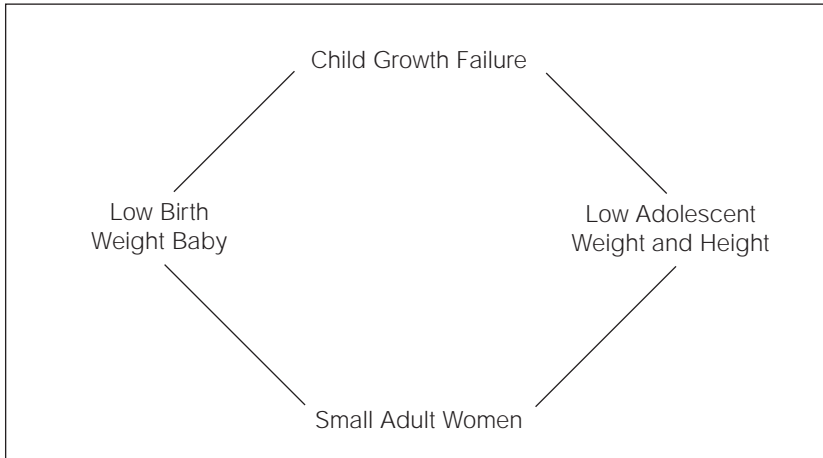 Child Growth Failure
Low Birth
Weight Baby
Low Adolescent
Weight and Height
Small Adult Women